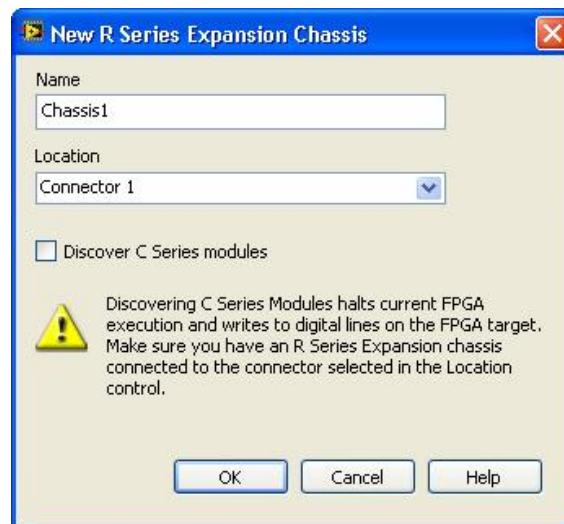 New R Series Expansion Chassis
Name
Chassis1
Location
Connector 1
Discover C Series modules
Discovering C Series Modules halts current FPGA
execution and writes to digital lines on the FPGA target.
Make sure you have an R Series Expansion chassis
connected to the connector selected in the Location
control.
OK Cancel Help